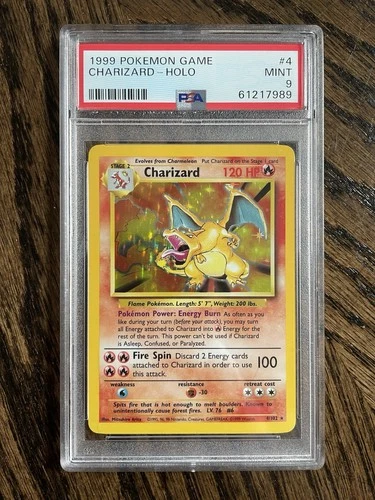 1999 POKEMON GAME #4
CHARIZARD – HOLO MINT
9
PSA 61217989
Evolves from Charmeleon Put Charizard on the Stage 1 card
STAGE 2 Charizard 120 HP
Flame Pokémon. Length: 5' 7", Weight: 200 lbs.
Pokémon Power: Energy Burn As often as you
like during your turn (before your attack), you may turn
all Energy attached to Charizard into Energy for the
rest of the turn. This power can't be used if Charizard
is Asleep, Confused, or Paralyzed.
Fire Spin Discard 2 Energy cards
attached to Charizard in order to use
this attack. 100
weakness resistance retreat cost
-30
Spits fire that is hot enough to melt boulders. Known to
unintentionally cause forest fires. LV. 76 #6
Illus. Mitsuhiro Arita 4/102